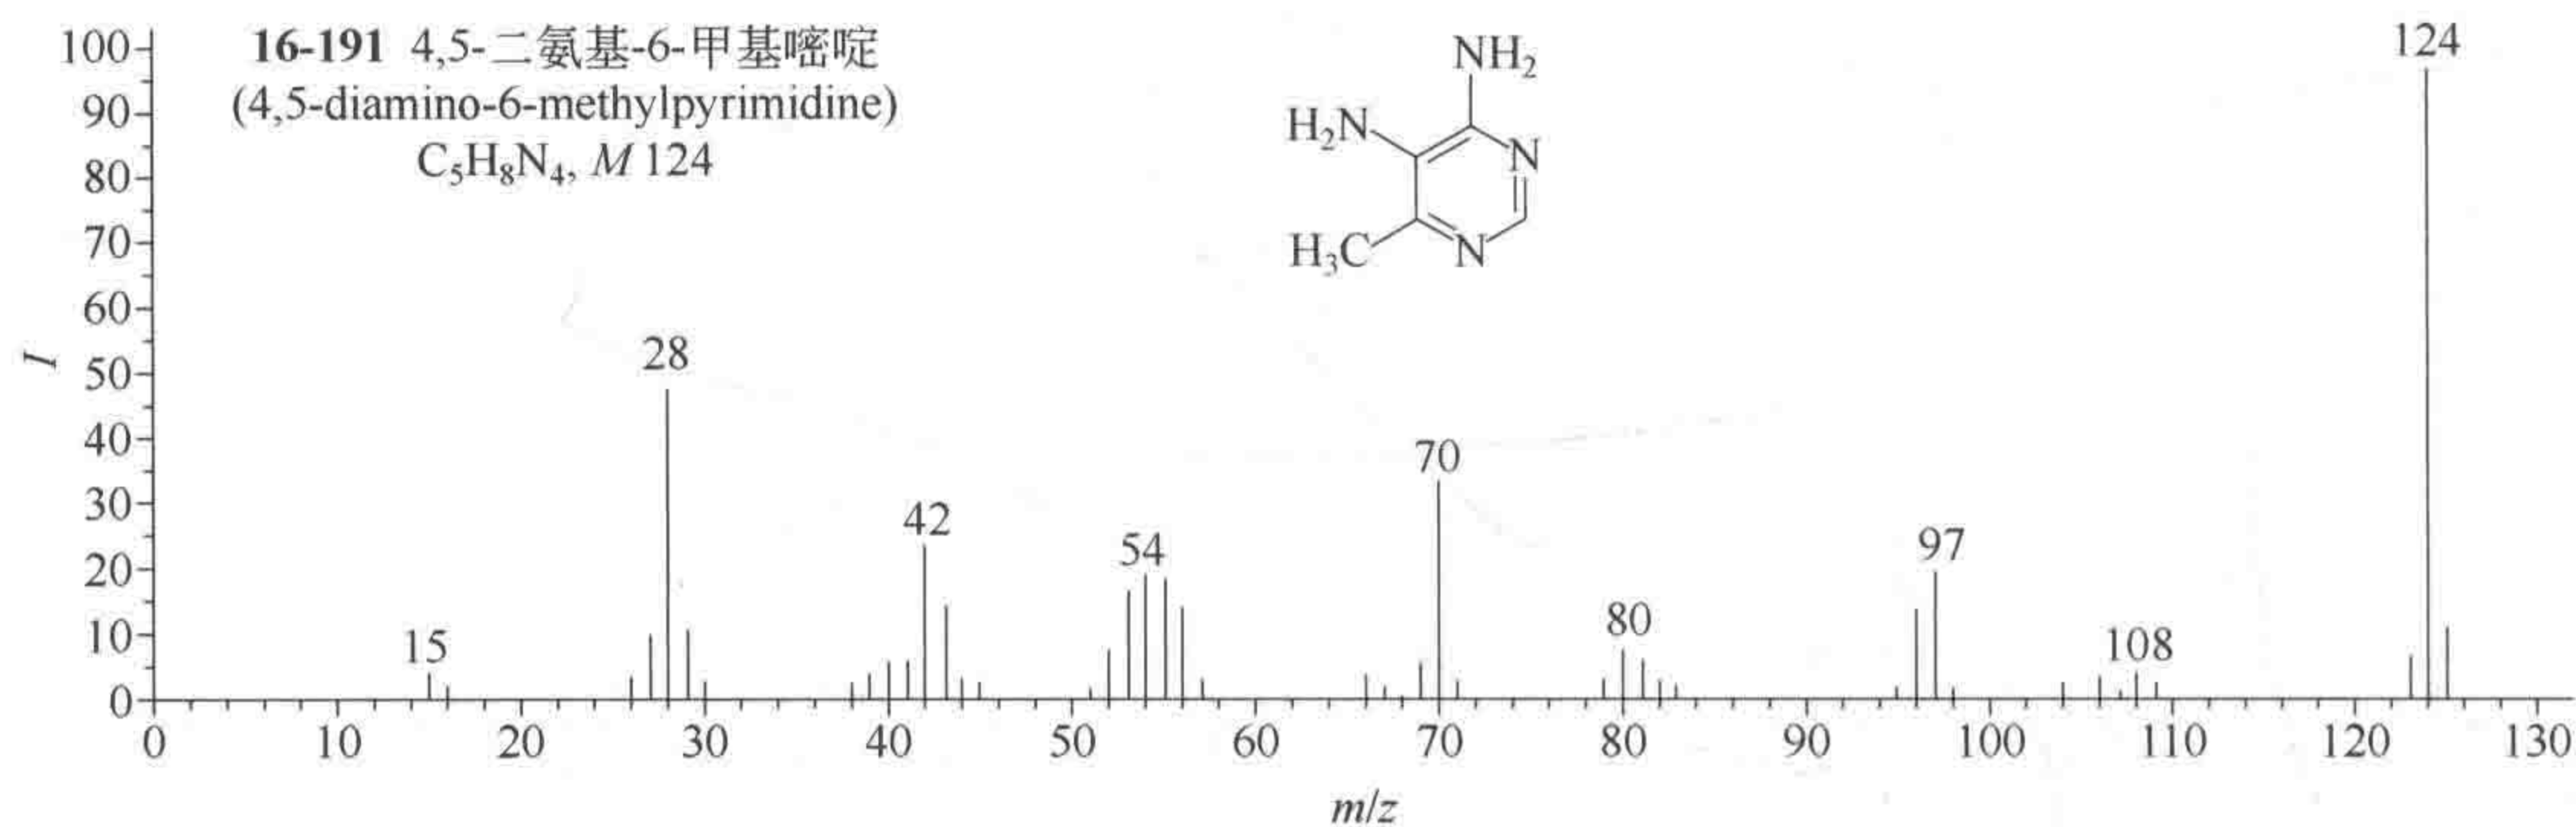 16-191 4,5-二氨基-6-甲基嘧啶
(4,5-diamino-6-methylpyrimidine)
C₅H₈N₄, M 124
NH₂
H₂N
N
H₃C
N
124
28
70
42
54
97
80
108
15
I
100
90
80
70
60
50
40
30
20
10
0
0 10 20 30 40 50 60 70 80 90 100 110 120 130
m/z